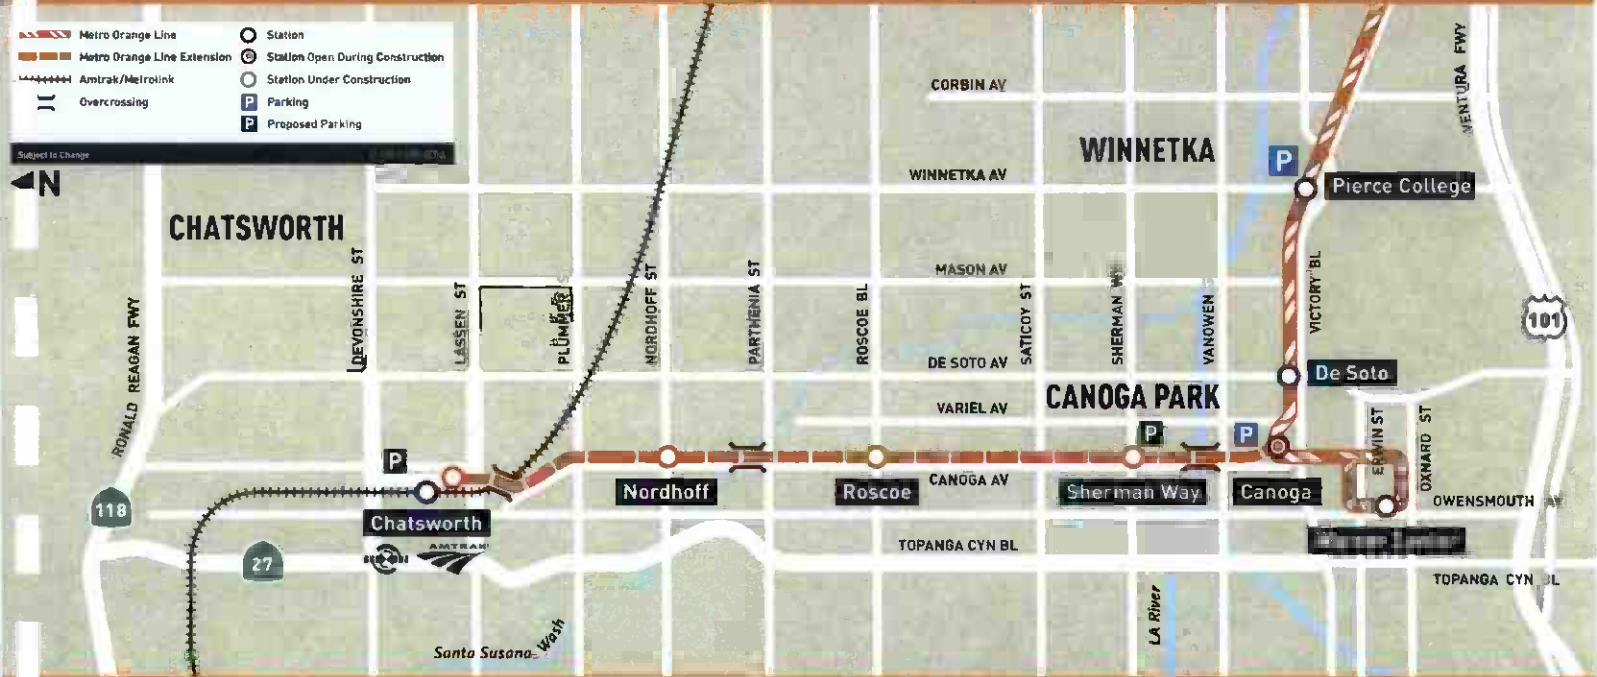 Metro Orange Line
Metro Orange Line Extension
Amtrak/Metrolink
Overcrossing
Station
Station Open During Construction
Station Under Construction
P Parking
P Proposed Parking
Subject to Change
N
CHATSWORTH
WINNETKA
CANOGA PARK
RONALD REAGAN FWY
DEVONSHIRE ST
LASSEN ST
PLUMMER S
NORDHOFF ST
PARTHENIA ST
ROSCOE BL
SATICOY ST
SHERMAN W
VANOWEN
VICTORY BL
VENTURA FWY
CORBIN AV
WINNETKA AV
MASON AV
DE SOTO AV
VARIEL AV
CANOGA AV
TOPANGA CYN BL
ERWIN ST
OXNARD ST
OWENSMOUTH AV
TOPANGA CYN BL
P
Pierce College
De Soto
101
P
P
P
Chatsworth
Nordhoff
Roscoe
Sherman Way
Canoga
118
27
AMTRAK
Santa Susana Wash
LA River